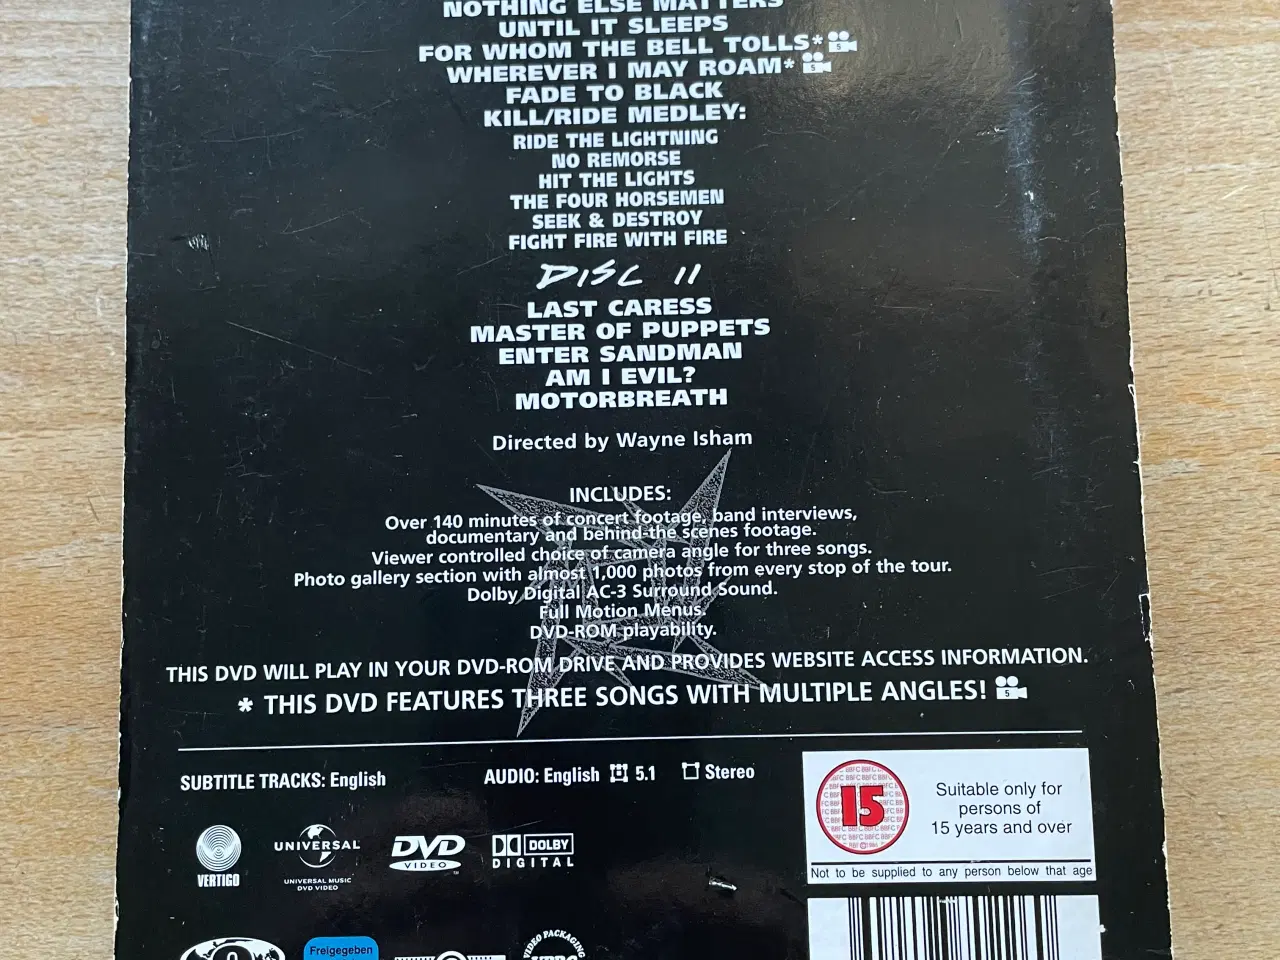 NOTHING ELSE MATTERS
UNTIL IT SLEEPS
FOR WHOM THE BELL TOLLS* 5
WHEREVER I MAY ROAM* 5
FADE TO BLACK
KILL/RIDE MEDLEY:
RIDE THE LIGHTNING
NO REMORSE
HIT THE LIGHTS
THE FOUR HORSEMEN
SEEK & DESTROY
FIGHT FIRE WITH FIRE
DISC II
LAST CARESS
MASTER OF PUPPETS
ENTER SANDMAN
AM I EVIL?
MOTORBREATH
Directed by Wayne Isham
INCLUDES:
Over 140 minutes of concert footage, band interviews,
documentary and behind-the scenes footage.
Viewer controlled choice of camera angle for three songs.
Photo gallery section with almost 1,000 photos from every stop of the tour.
Dolby Digital AC-3 Surround Sound.
Full Motion Menus.
DVD-ROM playability.
THIS DVD WILL PLAY IN YOUR DVD-ROM DRIVE AND PROVIDES WEBSITE ACCESS INFORMATION.
* THIS DVD FEATURES THREE SONGS WITH MULTIPLE ANGLES! 5
SUBTITLE TRACKS: English
AUDIO: English 5.1 Stereo
15
Suitable only for
persons of
15 years and over
Not to be supplied to any person below that age
VERTIGO
UNIVERSAL
UNIVERSAL MUSIC
DVD VIDEO
DVD
VIDEO
DOLBY
DIGITAL
Freigegeben
VIDEO PACKAGING